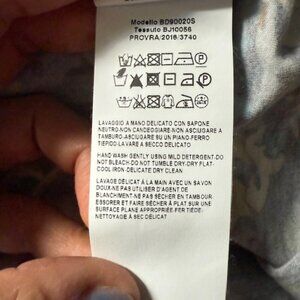 Modello BD90020S
Tessuto BJ10056
PROVRA/2016/3740
LAVAGGIO A MANO DELICATO CON SAPONE
NEUTRO-NON CANDEGGIARE-NON ASCIUGARE A
TAMBURO-ASCIUGARE SU UN PIANO-FERRO
TIEPIDO-LAVARE A SECCO DELICATO
HAND WASH GENTLY USING MILD DETERGENT-DO
NOT BLEACH-DO NOT TUMBLE DRY-DRY FLAT-
COOL IRON-DELICATE DRY CLEAN
LAVAGE DÉLICAT À LA MAIN AVEC UN SAVON
DOUX-NE PAS UTILISER D'AGENT DE
BLANCHIMENT-NE PAS SÉCHER EN TAMBOUR-
ESSORER ET FAIRE SÉCHER À PLAT SUR UNE
SURFACE PLANE APPROPRIÉE-FER TIÈDE-
NETTOYAGE À SEC DÉLICAT